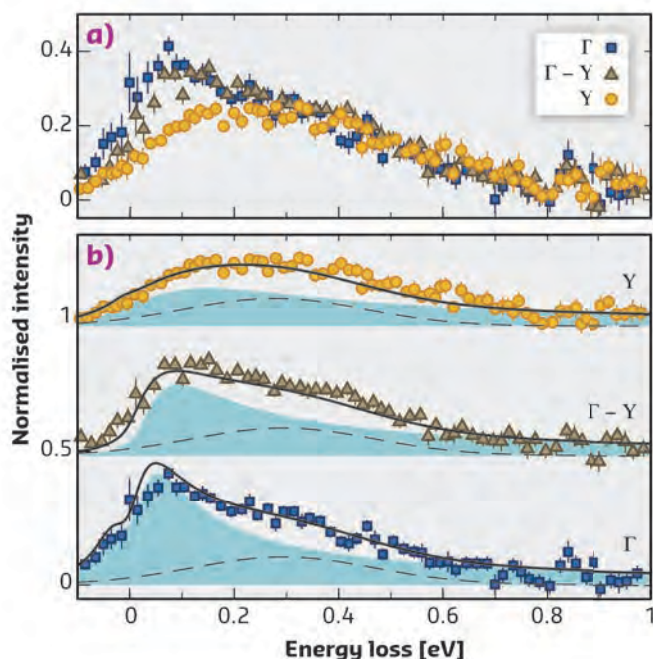 a)
Γ
Γ – Y
Y
0.4
0.2
0
b)
Y
1
Γ – Y
0.5
Γ
0
0 0.2 0.4 0.6 0.8 1
Energy loss [eV]
Normalised intensity